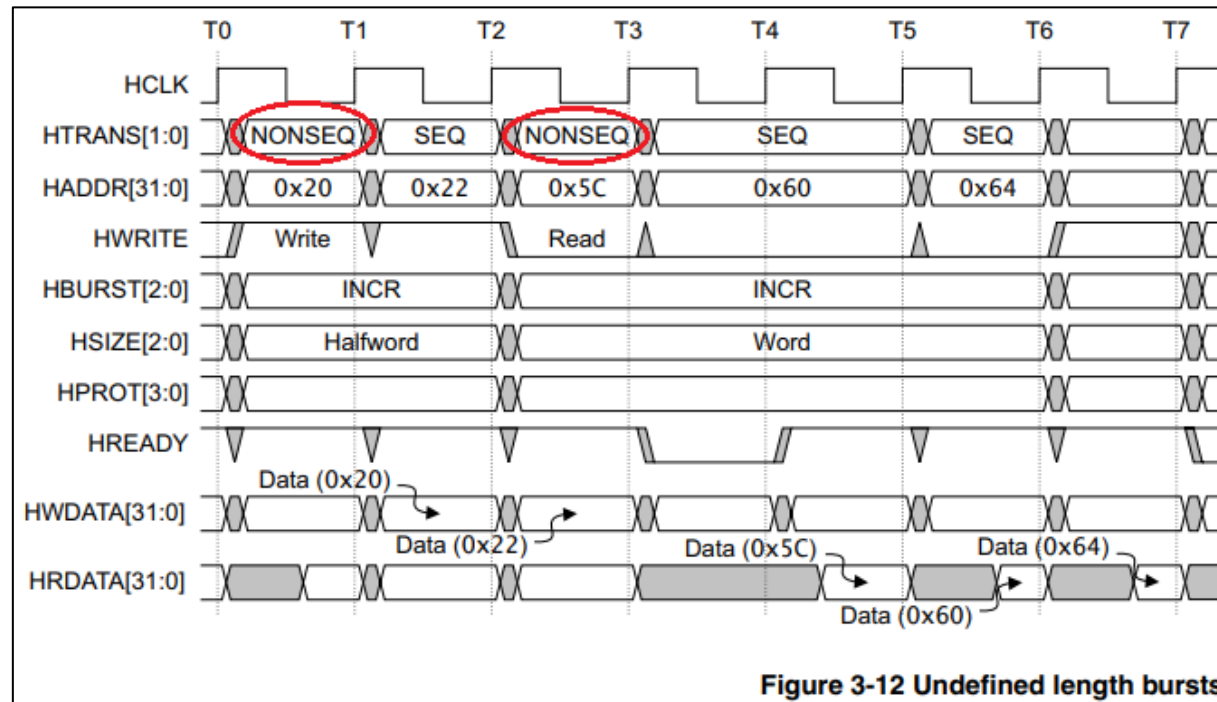 T0 T1 T2 T3 T4 T5 T6 T7
HCLK
HTRANS[1:0] NONSEQ SEQ NONSEQ SEQ SEQ
HADDR[31:0] 0x20 0x22 0x5C 0x60 0x64
HWRITE Write Read
HBURST[2:0] INCR INCR
HSIZE[2:0] Halfword Word
HPROT[3:0]
HREADY
Data (0x20)
HWDATA[31:0]
Data (0x22) Data (0x5C) Data (0x64)
HRDATA[31:0]
Data (0x60)
Figure 3-12 Undefined length bursts